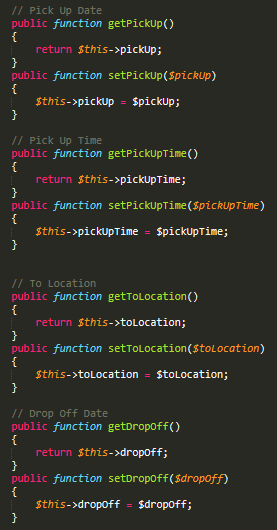 // Pick Up Date
public function getPickUp()
{
    return $this->pickUp;
}
public function setPickUp($pickUp)
{
    $this->pickUp = $pickUp;
}
// Pick Up Time
public function getPickUpTime()
{
    return $this->pickUpTime;
}
public function setPickUpTime($pickUpTime)
{
    $this->pickUpTime = $pickUpTime;
}
// To Location
public function getToLocation()
{
    return $this->toLocation;
}
public function setToLocation($toLocation)
{
    $this->toLocation = $toLocation;
}
// Drop Off Date
public function getDropOff()
{
    return $this->dropOff;
}
public function setDropOff($dropOff)
{
    $this->dropOff = $dropOff;
}